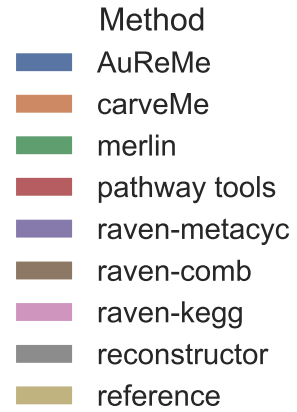 Method
AuReMe
carveMe
merlin
pathway tools
raven-metacyc
raven-comb
raven-kegg
reconstructor
reference